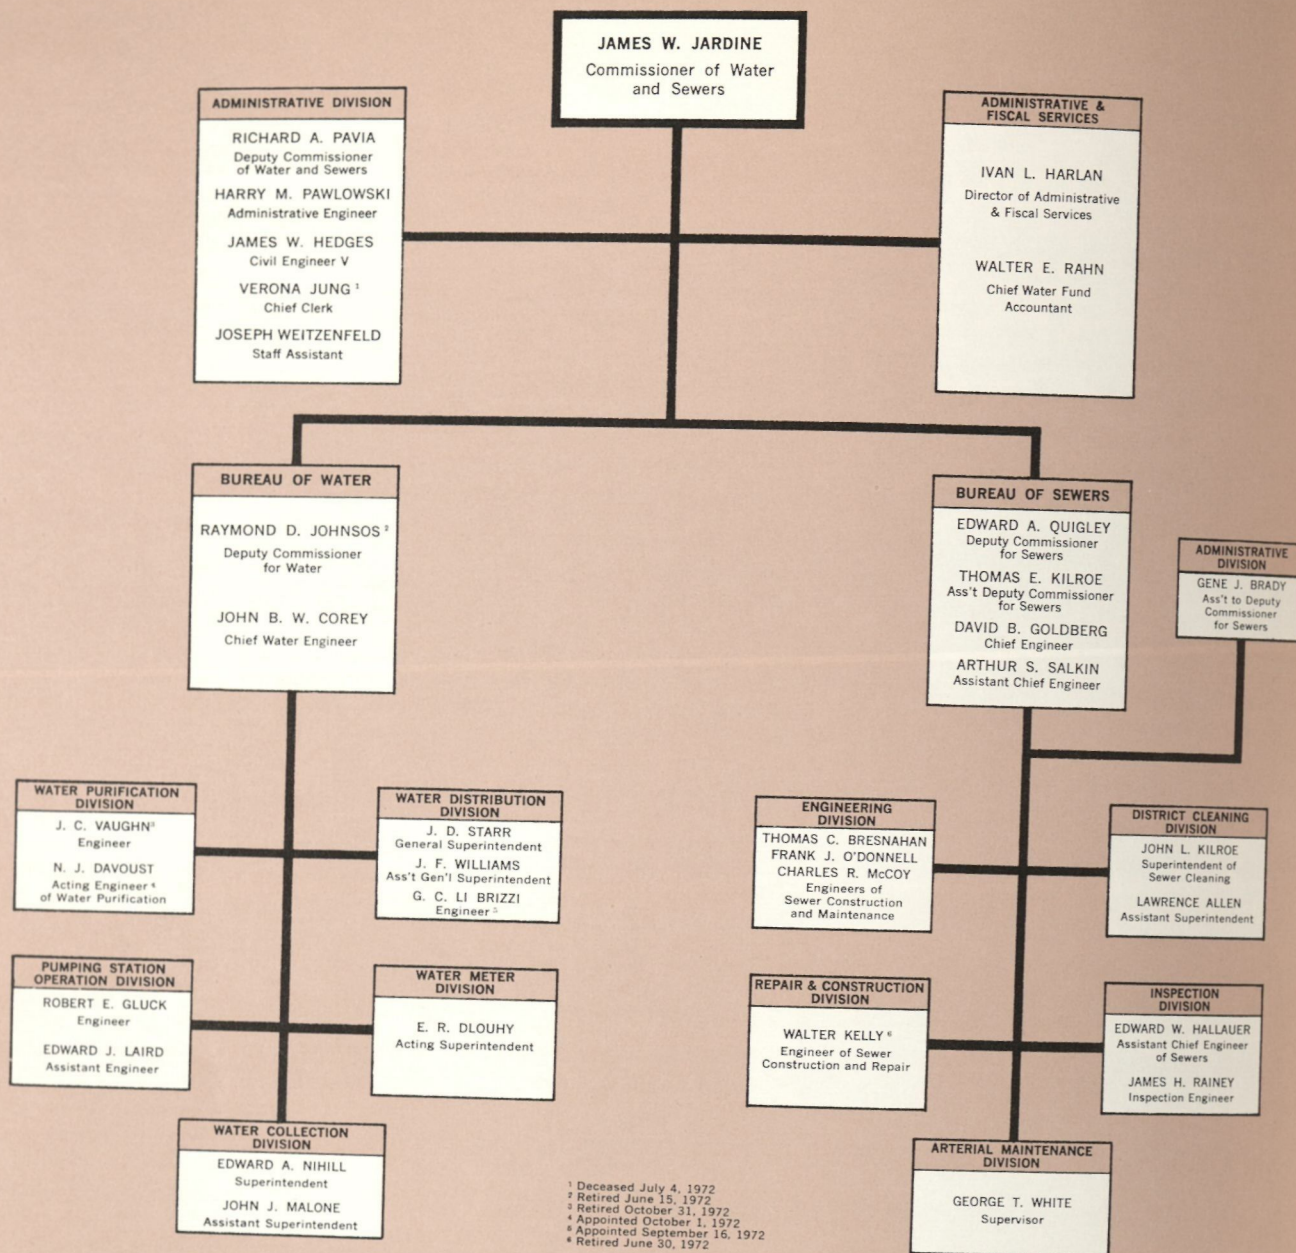 JAMES W. JARDINE
Commissioner of Water
and Sewers
ADMINISTRATIVE DIVISION
RICHARD A. PAVIA
Deputy Commissioner
of Water and Sewers
HARRY M. PAWLOWSKI
Administrative Engineer
JAMES W. HEDGES
Civil Engineer V
VERONA JUNG ¹
Chief Clerk
JOSEPH WEITZENFELD
Staff Assistant
ADMINISTRATIVE &
FISCAL SERVICES
IVAN L. HARLAN
Director of Administrative
& Fiscal Services
WALTER E. RAHN
Chief Water Fund
Accountant
BUREAU OF WATER
RAYMOND D. JOHNSOS ²
Deputy Commissioner
for Water
JOHN B. W. COREY
Chief Water Engineer
BUREAU OF SEWERS
EDWARD A. QUIGLEY
Deputy Commissioner
for Sewers
THOMAS E. KILROE
Ass't Deputy Commissioner
for Sewers
DAVID B. GOLDBERG
Chief Engineer
ARTHUR S. SALKIN
Assistant Chief Engineer
ADMINISTRATIVE
DIVISION
GENE J. BRADY
Ass't to Deputy
Commissioner
for Sewers
WATER PURIFICATION
DIVISION
J. C. VAUGHN³
Engineer
N. J. DAVOUST
Acting Engineer ⁴
of Water Purification
WATER DISTRIBUTION
DIVISION
J. D. STARR
General Superintendent
J. F. WILLIAMS
Ass't Gen'l Superintendent
G. C. LI BRIZZI
Engineer ⁵
ENGINEERING
DIVISION
THOMAS C. BRESNAHAN
FRANK J. O'DONNELL
CHARLES R. McCOY
Engineers of
Sewer Construction
and Maintenance
DISTRICT CLEANING
DIVISION
JOHN L. KILROE
Superintendent of
Sewer Cleaning
LAWRENCE ALLEN
Assistant Superintendent
PUMPING STATION
OPERATION DIVISION
ROBERT E. GLUCK
Engineer
EDWARD J. LAIRD
Assistant Engineer
WATER METER
DIVISION
E. R. DLOUHY
Acting Superintendent
REPAIR & CONSTRUCTION
DIVISION
WALTER KELLY ⁶
Engineer of Sewer
Construction and Repair
INSPECTION
DIVISION
EDWARD W. HALLAUER
Assistant Chief Engineer
of Sewers
JAMES H. RAINEY
Inspection Engineer
WATER COLLECTION
DIVISION
EDWARD A. NIHILL
Superintendent
JOHN J. MALONE
Assistant Superintendent
ARTERIAL MAINTENANCE
DIVISION
GEORGE T. WHITE
Supervisor
¹ Deceased July 4, 1972
² Retired June 15, 1972
³ Retired October 31, 1972
⁴ Appointed October 1, 1972
⁵ Appointed September 16, 1972
⁶ Retired June 30, 1972